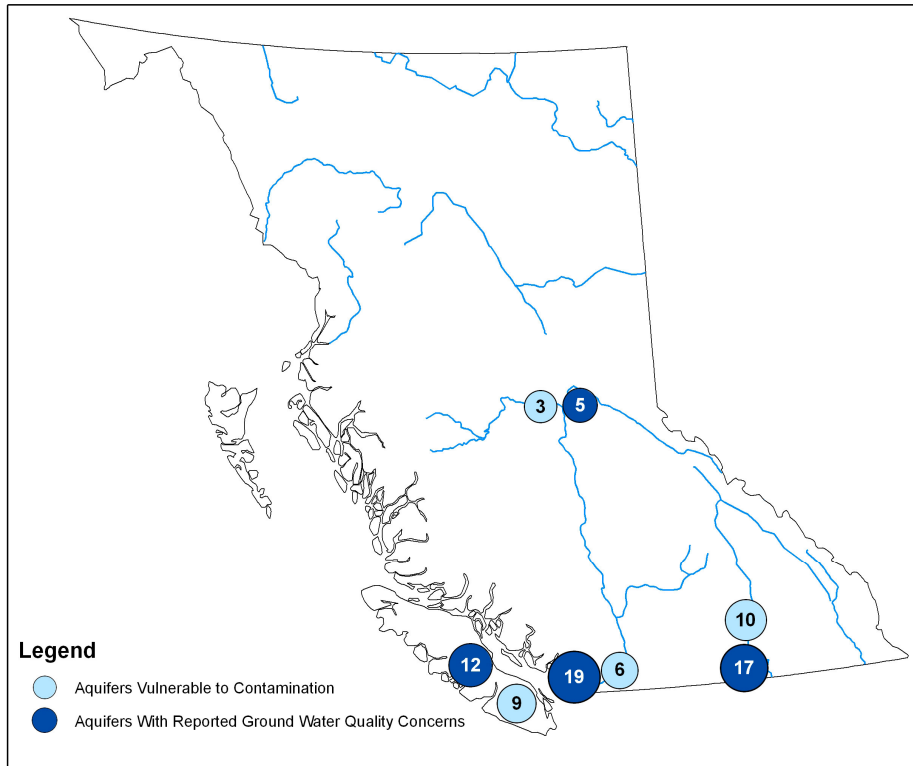 3 5
10
12 19 6 17
9
Legend
Aquifers Vulnerable to Contamination
Aquifers With Reported Ground Water Quality Concerns